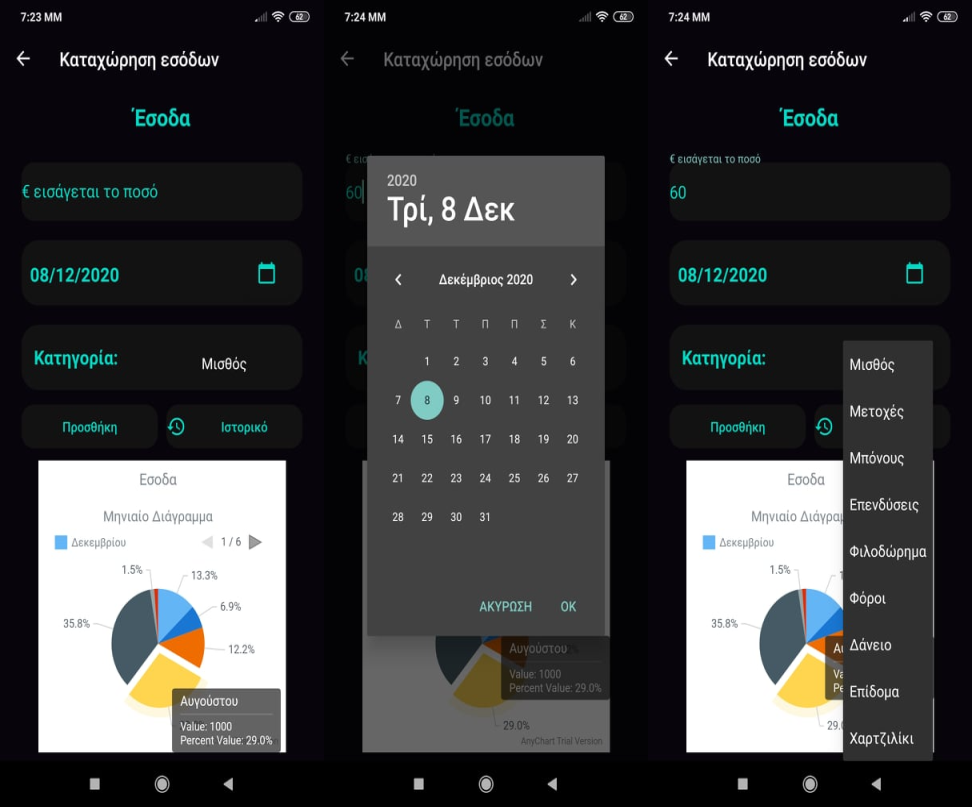 7:23 MM
62
Καταχώρηση εσόδων
Έσοδα
€ εισάγεται το ποσό
08/12/2020
Κατηγορία:
Μισθός
Προσθήκη
Ιστορικό
Εσοδα
Μηνιαίο Διάγραμμα
Δεκεμβρίου
1 / 6
1.5%
13.3%
6.9%
35.8%
12.2%
Αυγούστου
Value: 1000
Percent Value: 29.0%
7:24 MM
62
Καταχώρηση εσόδων
Έσοδα
€ εισ
60
2020
Τρί, 8 Δεκ
08
Δεκέμβριος 2020
Δ Τ Τ Π Π Σ Κ
1 2 3 4 5 6
Κ
7 8 9 10 11 12 13
14 15 16 17 18 19 20
21 22 23 24 25 26 27
28 29 30 31
ΑΚΥΡΩΣΗ OK
Αυγούστου
Value: 1000
Percent Value: 29.0%
29.0%
AnyChart Trial Version
7:24 MM
62
Καταχώρηση εσόδων
Έσοδα
€ εισάγεται το ποσό
60
08/12/2020
Κατηγορία:
Προσθήκη
Εσοδα
Μηνιαίο Διάγραμ
Δεκεμβρίου
1.5%
1
35.8%
Αυ
Va
Pe
29.0
Μισθός
Μετοχές
Μπόνους
Επενδύσεις
Φιλοδώρημα
Φόροι
Δάνειο
Επίδομα
Χαρτζιλίκι